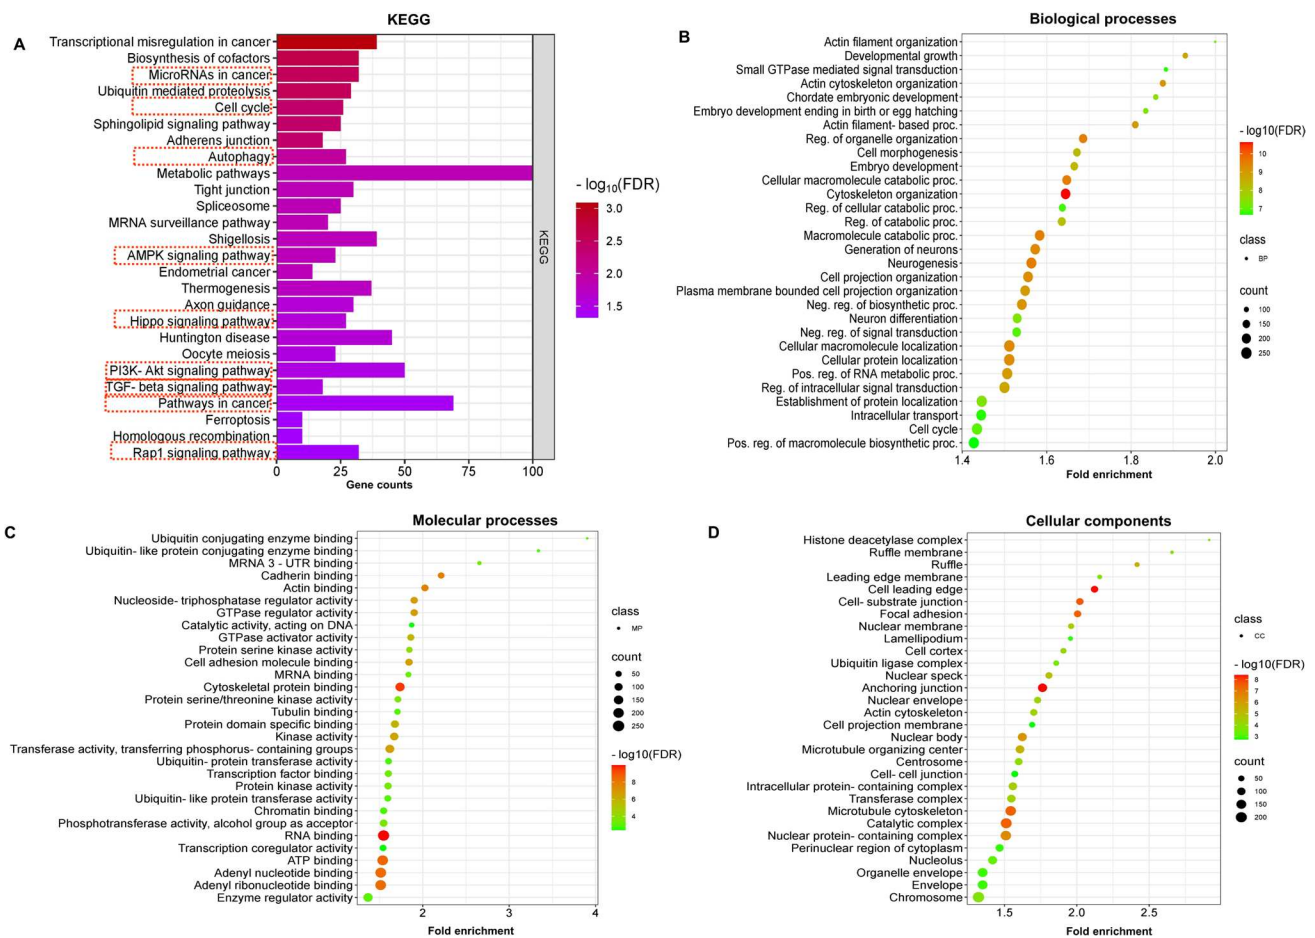 A
KEGG
Transcriptional misregulation in cancer
Biosynthesis of cofactors
MicroRNAs in cancer
Ubiquitin mediated proteolysis
Cell cycle
Sphingolipid signaling pathway
Adherens junction
Autophagy
Metabolic pathways
Tight junction
Spliceosome
MRNA surveillance pathway
Shigellosis
AMPK signaling pathway
Endometrial cancer
Thermogenesis
Axon guidance
Hippo signaling pathway
Huntington disease
Oocyte meiosis
PI3K- Akt signaling pathway
TGF- beta signaling pathway
Pathways in cancer
Ferroptosis
Homologous recombination
Rap1 signaling pathway
0 25 50 75 100
Gene counts
KEGG
- log10(FDR)
3.0
2.0
1.5
B
Biological processes
Actin filament organization
Developmental growth
Small GTPase mediated signal transduction
Actin cytoskeleton organization
Chordate embryonic development
Embryo development ending in birth or egg hatching
Actin filament- based proc.
Reg. of organelle organization
Cell morphogenesis
Embryo development
Cellular macromolecule catabolic proc.
Cytoskeleton organization
Reg. of cellular catabolic proc.
Reg. of catabolic proc.
Macromolecule catabolic proc.
Generation of neurons
Neurogenesis
Cell projection organization
Plasma membrane bounded cell projection organization
Neg. reg. of biosynthetic proc.
Neuron differentiation
Neg. reg. of signal transduction
Cellular macromolecule localization
Cellular protein localization
Pos. reg. of RNA metabolic proc.
Reg. of intracellular signal transduction
Establishment of protein localization
Intracellular transport
Cell cycle
Pos. reg. of macromolecule biosynthetic proc.
1.4 1.6 1.8 2.0
Fold enrichment
- log10(FDR)
10
9
8
7
class
BP
count
100
150
200
250
C
Molecular processes
Ubiquitin conjugating enzyme binding
Ubiquitin- like protein conjugating enzyme binding
MRNA 3 - UTR binding
Cadherin binding
Actin binding
Nucleoside- triphosphatase regulator activity
GTPase regulator activity
Catalytic activity, acting on DNA
GTPase activator activity
Protein serine kinase activity
Cell adhesion molecule binding
MRNA binding
Cytoskeletal protein binding
Protein serine/threonine kinase activity
Tubulin binding
Protein domain specific binding
Kinase activity
Transferase activity, transferring phosphorus- containing groups
Ubiquitin- protein transferase activity
Transcription factor binding
Protein kinase activity
Ubiquitin- like protein transferase activity
Chromatin binding
Phosphotransferase activity, alcohol group as acceptor
RNA binding
Transcription coregulator activity
ATP binding
Adenyl nucleotide binding
Adenyl ribonucleotide binding
Enzyme regulator activity
2 3 4
Fold enrichment
class
MP
count
50
100
150
200
250
- log10(FDR)
8
6
4
D
Cellular components
Histone deacetylase complex
Ruffle membrane
Ruffle
Leading edge membrane
Cell leading edge
Cell- substrate junction
Focal adhesion
Nuclear membrane
Lamellipodium
Cell cortex
Ubiquitin ligase complex
Nuclear speck
Anchoring junction
Nuclear envelope
Actin cytoskeleton
Cell projection membrane
Nuclear body
Microtubule organizing center
Centrosome
Cell- cell junction
Intracellular protein- containing complex
Transferase complex
Microtubule cytoskeleton
Catalytic complex
Nuclear protein- containing complex
Perinuclear region of cytoplasm
Nucleolus
Organelle envelope
Envelope
Chromosome
1.5 2.0 2.5
Fold enrichment
class
CC
- log10(FDR)
8
7
6
5
4
3
count
50
100
150
200